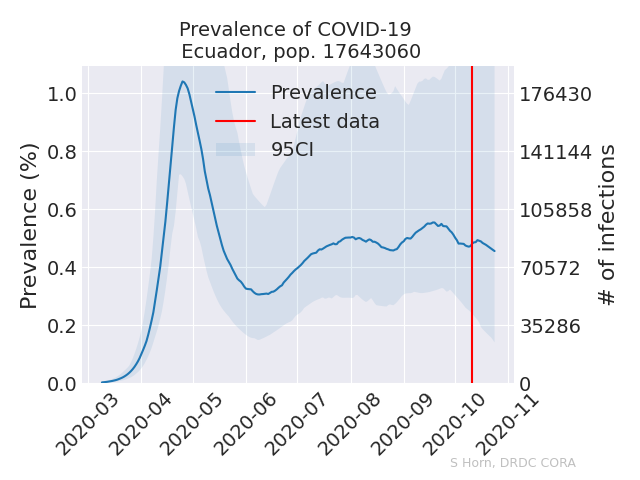 Prevalence of COVID-19
Ecuador, pop. 17643060
Prevalence
Latest data
95CI
Prevalence (%)
1.0
0.8
0.6
0.4
0.2
0.0
176430
141144
105858
70572
35286
0
# of infections
2020-03
2020-04
2020-05
2020-06
2020-07
2020-08
2020-09
2020-10
2020-11
S Horn, DRDC CORA